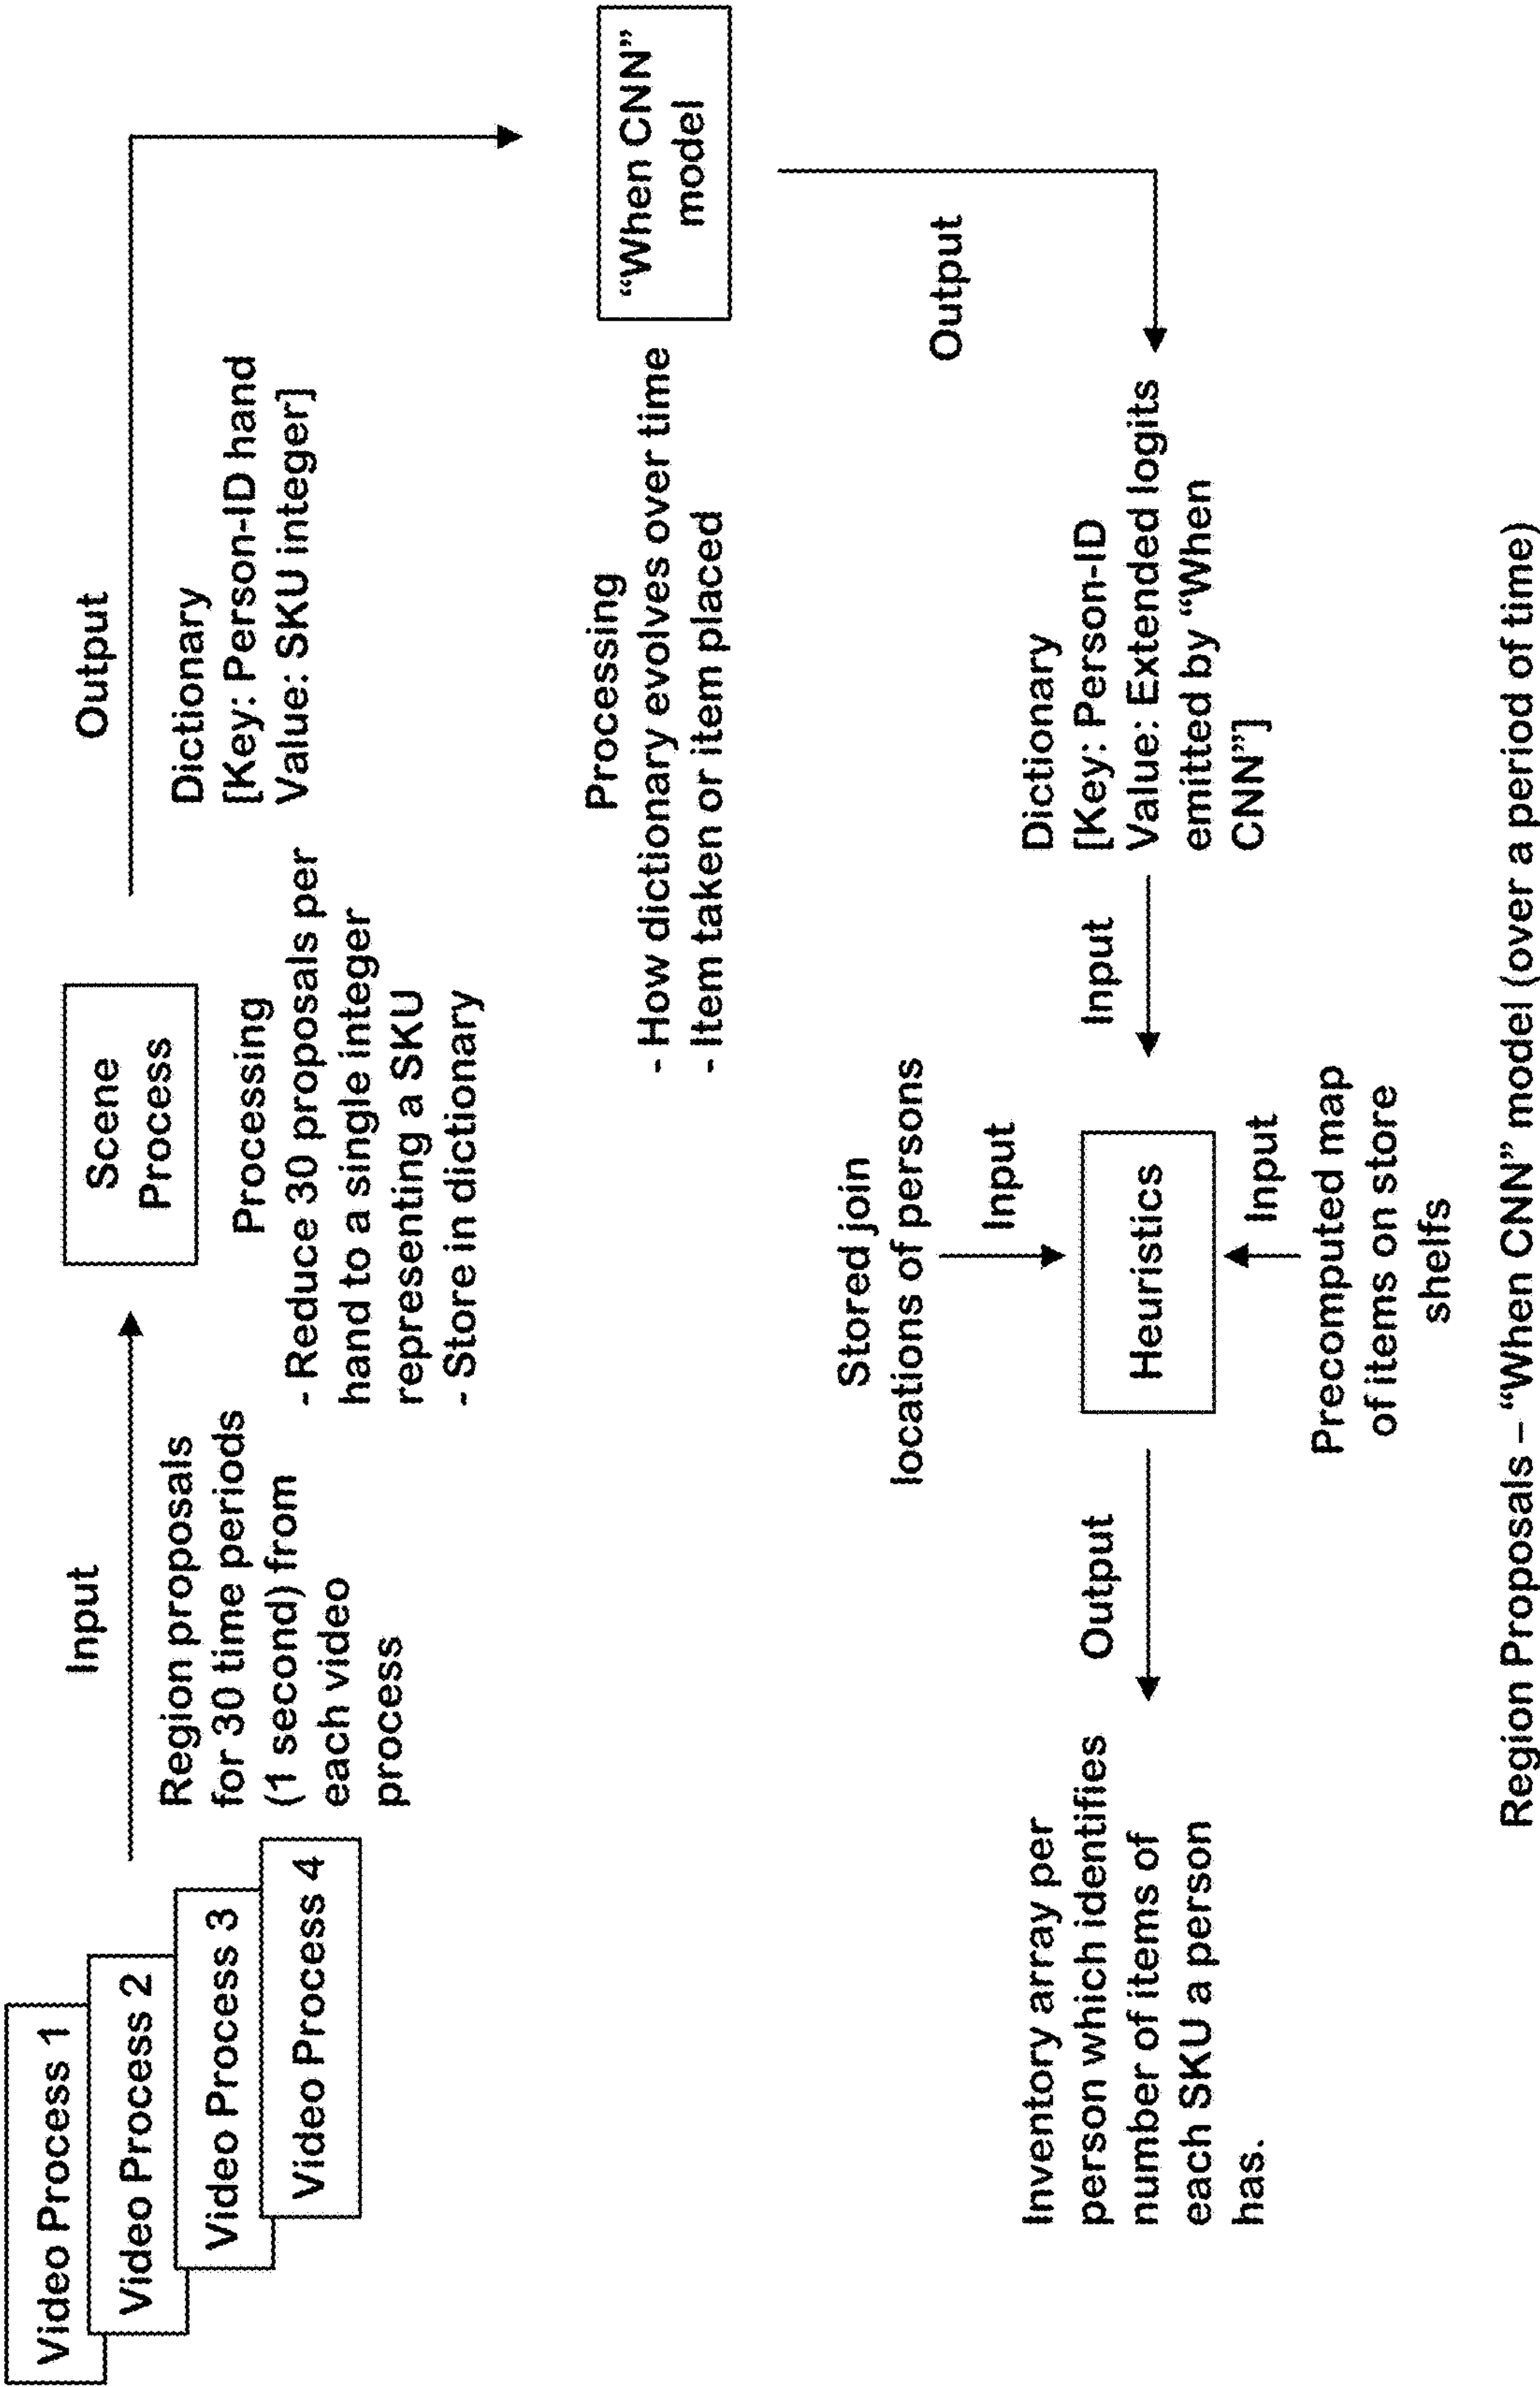 Video Process 1
Video Process 2
Video Process 3
Video Process 4
Input
Region proposals
for 30 time periods
(1 second) from
each video
process
Scene
Process
Processing
- Reduce 30 proposals per
hand to a single integer
representing a SKU
- Store in dictionary
Output
Dictionary
[Key: Person-ID hand
Value: SKU integer]
“When CNN”
model
Processing
- How dictionary evolves over time
- Item taken or item placed
Output
Dictionary
[Key: Person-ID
Value: Extended logits
emitted by “When
CNN”]
Input
Stored join
locations of persons
Input
Heuristics
Input
Precomputed map
of items on store
shelfs
Output
Inventory array per
person which identifies
number of items of
each SKU a person
has.
Region Proposals – “When CNN” model (over a period of time)